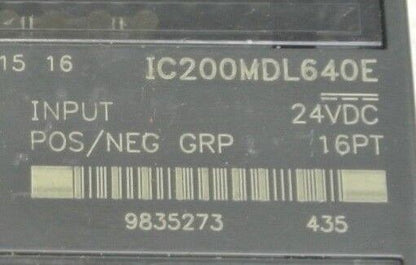 15 16 IC200MDL640E
INPUT 24VDC
POS/NEG GRP 16PT
9835273 435